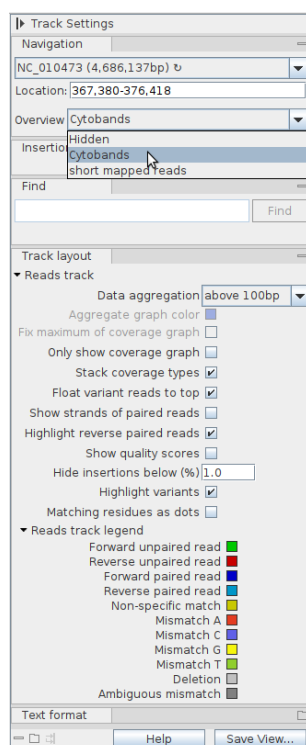 Track Settings
Navigation
NC_010473 (4,686,137bp) ↻
Location: 367,380-376,418
Overview Cytobands
Hidden
Cytobands
short mapped reads
Find
Find
Track layout
Reads track
Data aggregation above 100bp
Aggregate graph color
Fix maximum of coverage graph
Only show coverage graph
Stack coverage types
Float variant reads to top
Show strands of paired reads
Highlight reverse paired reads
Show quality scores
Hide insertions below (%) 1.0
Highlight variants
Matching residues as dots
Reads track legend
Forward unpaired read
Reverse unpaired read
Forward paired read
Reverse paired read
Non-specific match
Mismatch A
Mismatch C
Mismatch G
Mismatch T
Deletion
Ambiguous mismatch
Text format
Help Save View...